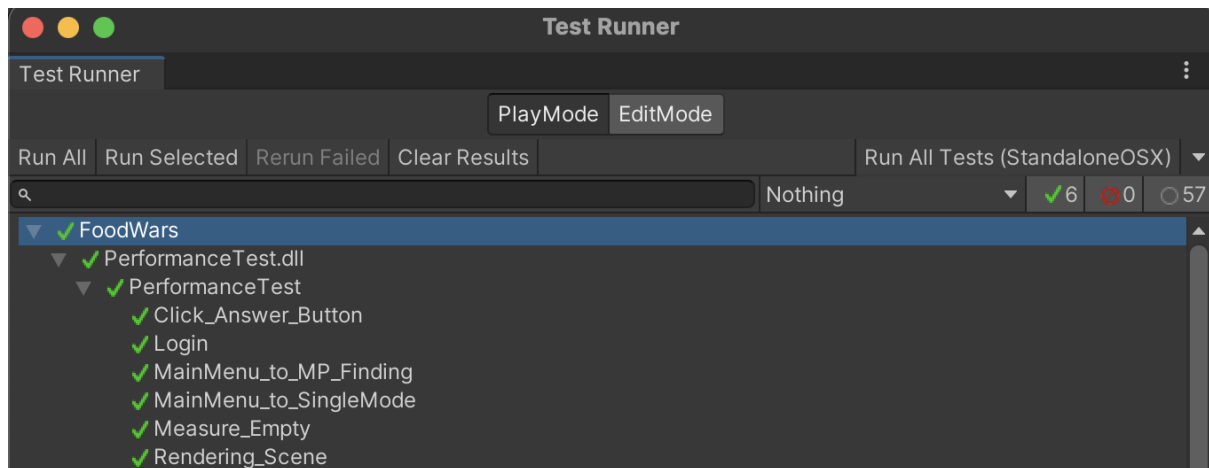 Test Runner
Test Runner
PlayMode EditMode
Run All Run Selected Rerun Failed Clear Results Run All Tests (StandaloneOSX)
Nothing 6 0 57
FoodWars
PerformanceTest.dll
PerformanceTest
Click_Answer_Button
Login
MainMenu_to_MP_Finding
MainMenu_to_SingleMode
Measure_Empty
Rendering_Scene